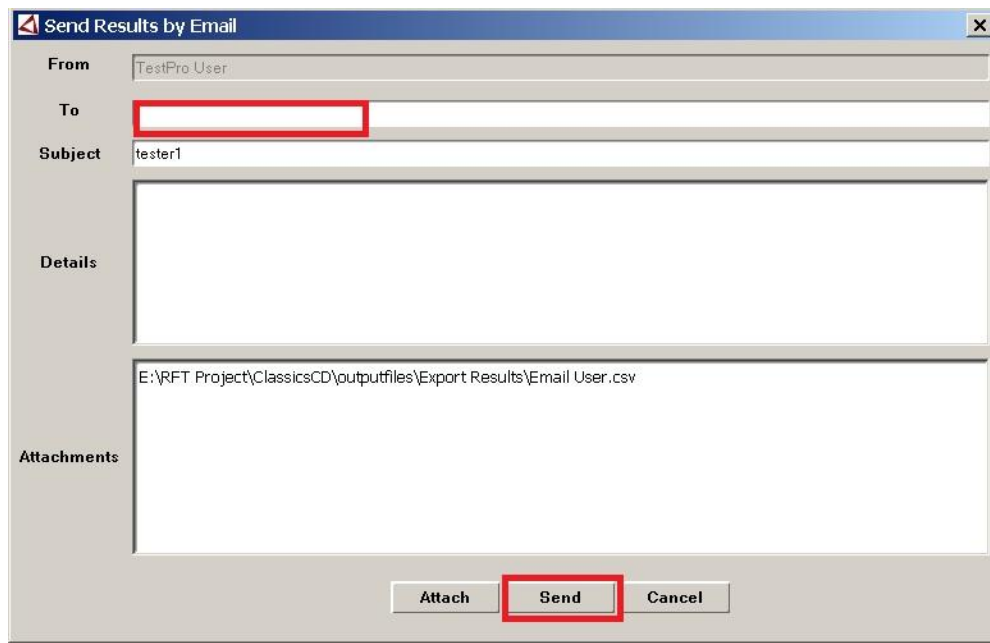 Send Results by Email
From TestPro User
To
Subject tester1
Details
Attachments E:\RFT Project\ClassicsCD\outputfiles\Export Results\Email User.csv
Attach Send Cancel